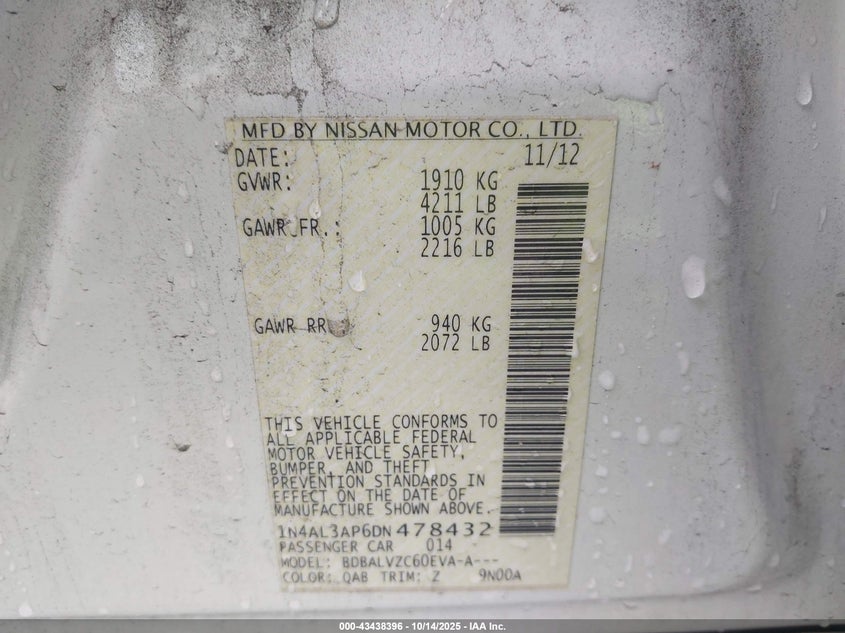 MFD BY NISSAN MOTOR CO., LTD.
DATE: 11/12
GVWR: 1910 KG
4211 LB
GAWR FR.: 1005 KG
2216 LB
GAWR RR 940 KG
2072 LB
THIS VEHICLE CONFORMS TO
ALL APPLICABLE FEDERAL
MOTOR VEHICLE SAFETY,
BUMPER, AND THEFT
PREVENTION STANDARDS IN
EFFECT ON THE DATE OF
MANUFACTURE SHOWN ABOVE.
1N4AL3AP6DN478432
PASSENGER CAR 014
MODEL: BDBALVZC60EVA-A---
COLOR: QAB TRIM: Z 9N00A
000-43438396 - 10/14/2025 - IAA Inc.